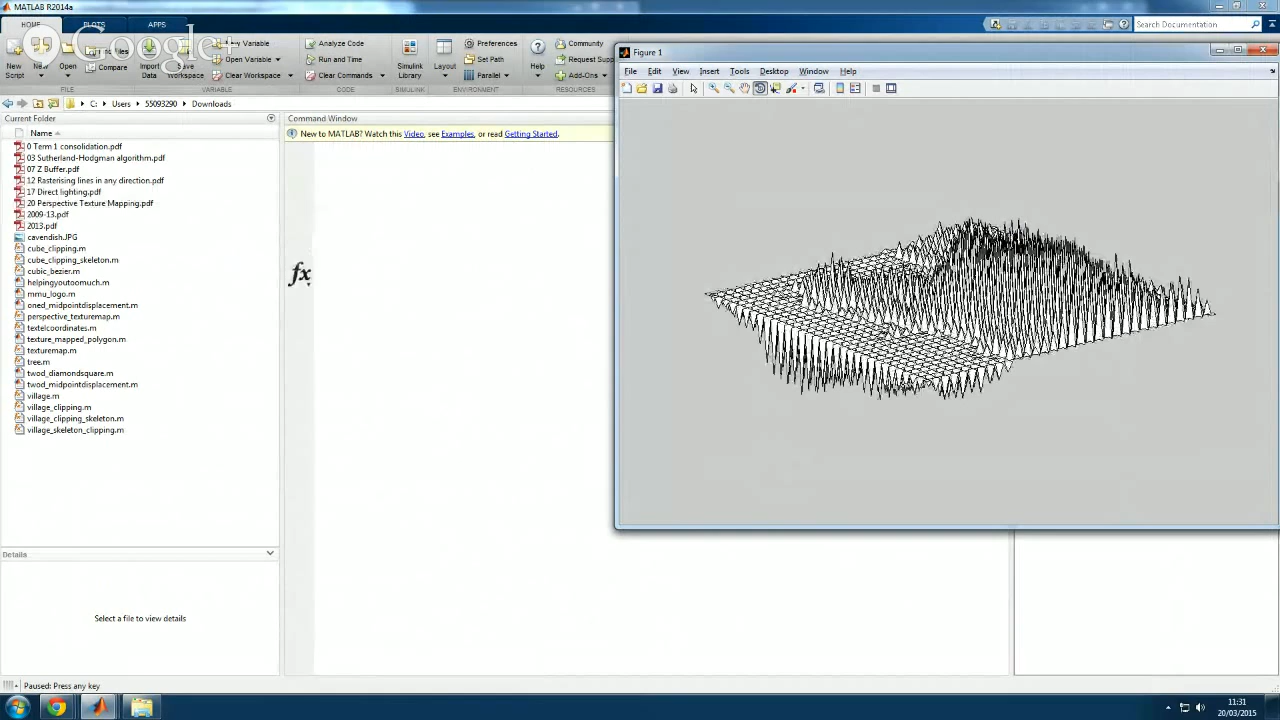 MATLAB R2014a
HOME PLOTS APPS
Search Documentation
Google+
New Script
New
Open
Find Files
Compare
Import Data
Save Workspace
New Variable
Open Variable
Clear Workspace
Analyze Code
Run and Time
Clear Commands
Simulink Library
Layout
Preferences
Set Path
Parallel
Help
Community
Request Supp
Add-Ons
FILE VARIABLE CODE SIMULINK ENVIRONMENT RESOURCES
C: Users 55093290 Downloads
Current Folder
Name
0 Term 1 consolidation.pdf
03 Sutherland-Hodgman algorithm.pdf
07 Z Buffer.pdf
12 Rasterising lines in any direction.pdf
17 Direct lighting.pdf
20 Perspective Texture Mapping.pdf
2009-13.pdf
2013.pdf
cavendish.JPG
cube_clipping.m
cube_clipping_skeleton.m
cubic_bezier.m
helpingyoutoomuch.m
mmu_logo.m
oned_midpointdisplacement.m
perspective_texturemap.m
textelcoordinates.m
texture_mapped_polygon.m
texturemap.m
tree.m
twod_diamondsquare.m
twod_midpointdisplacement.m
village.m
village_clipping.m
village_clipping_skeleton.m
village_skeleton_clipping.m
Details
Select a file to view details
Paused: Press any key
Command Window
New to MATLAB? Watch this Video, see Examples, or read Getting Started.
fx
Figure 1
File Edit View Insert Tools Desktop Window Help
11:31
20/03/2015